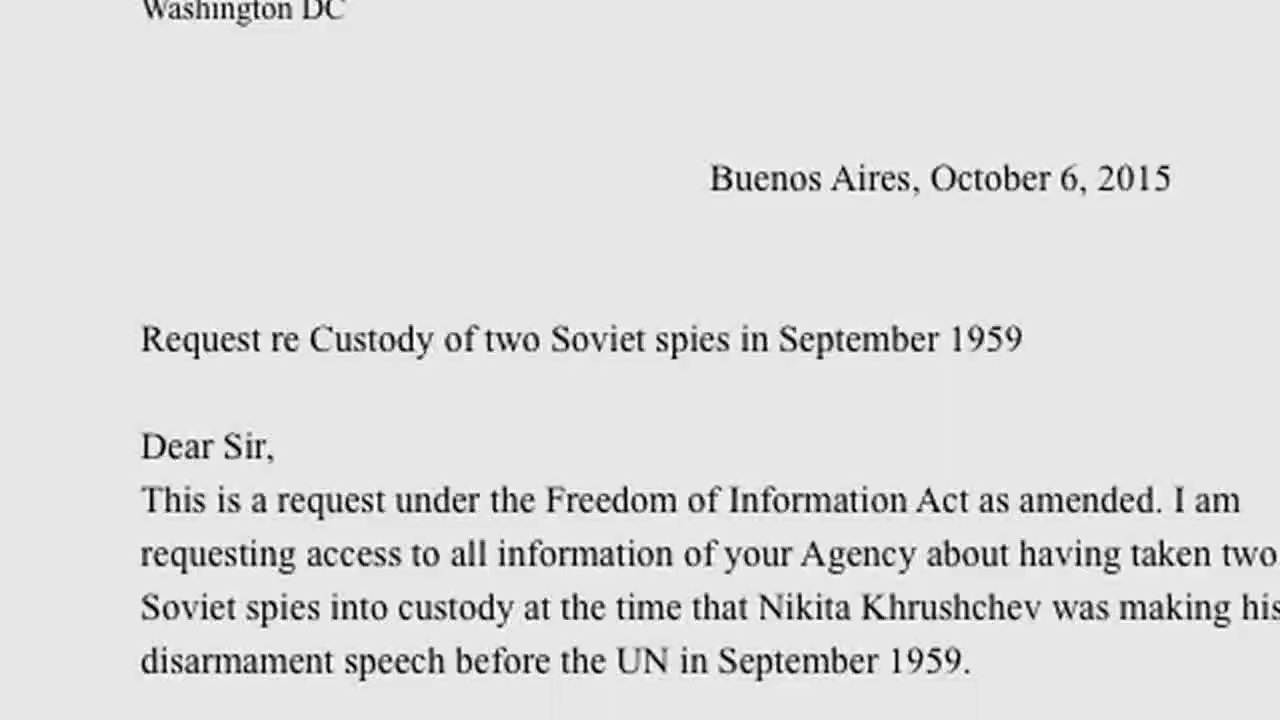 Washington DC
Buenos Aires, October 6, 2015
Request re Custody of two Soviet spies in September 1959
Dear Sir,
This is a request under the Freedom of Information Act as amended. I am
requesting access to all information of your Agency about having taken two
Soviet spies into custody at the time that Nikita Khrushchev was making his
disarmament speech before the UN in September 1959.